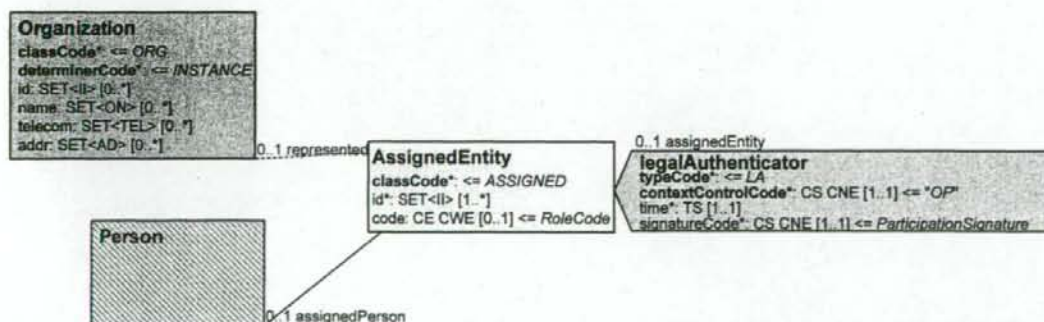 Organization
classCode*: <= ORG
determinerCode*: <= INSTANCE
id: SET<II> [0..*]
name: SET<ON> [0..*]
telecom: SET<TEL> [0..*]
addr: SET<AD> [0..*]
0..1 represented
AssignedEntity
classCode*: <= ASSIGNED
id*: SET<II> [1..*]
code: CE CWE [0..1] <= RoleCode
0..1 assignedEntity
legalAuthenticator
typeCode*: <= LA
contextControlCode*: CS CNE [1..1] <= "OP"
time*: TS [1..1]
signatureCode*: CS CNE [1..1] <= ParticipationSignature
Person
0..1 assignedPerson